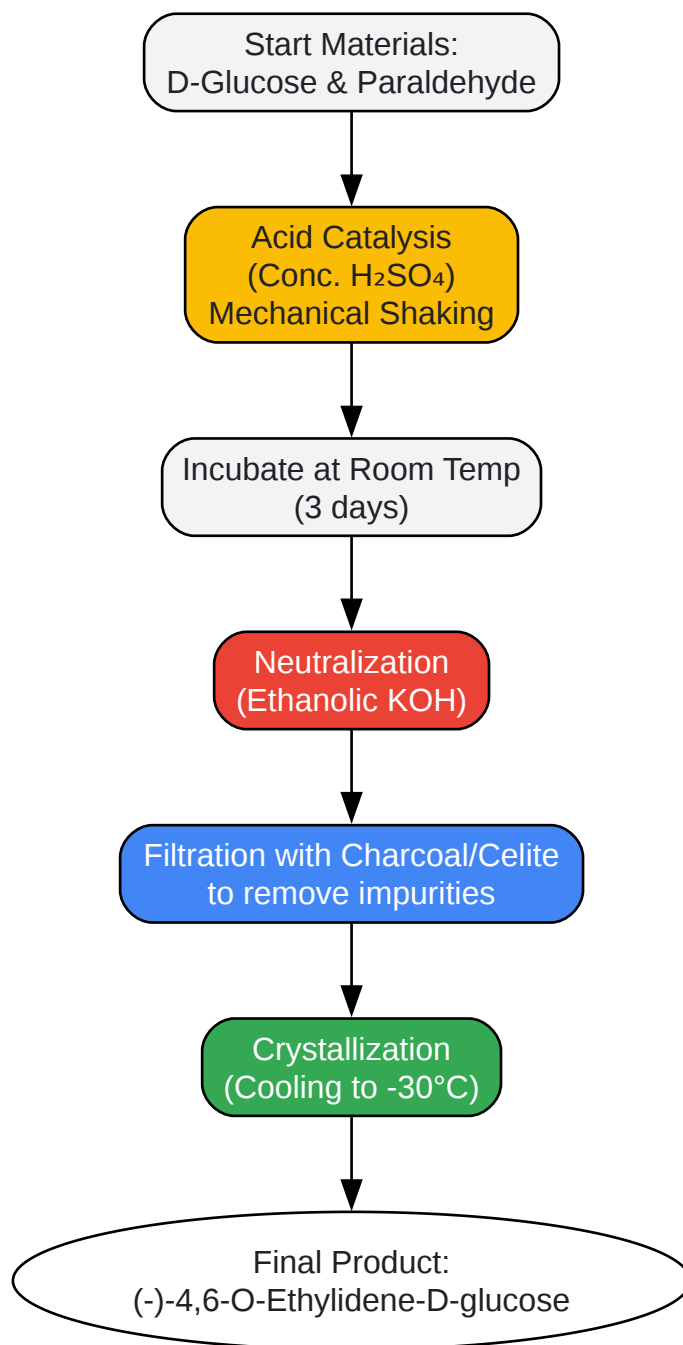 Start Materials:
D-Glucose & Paraldehyde
Acid Catalysis
(Conc. H₂SO₄)
Mechanical Shaking
Incubate at Room Temp
(3 days)
Neutralization
(Ethanolic KOH)
Filtration with Charcoal/Celite
to remove impurities
Crystallization
(Cooling to -30°C)
Final Product:
(-)-4,6-O-Ethylidene-D-glucose